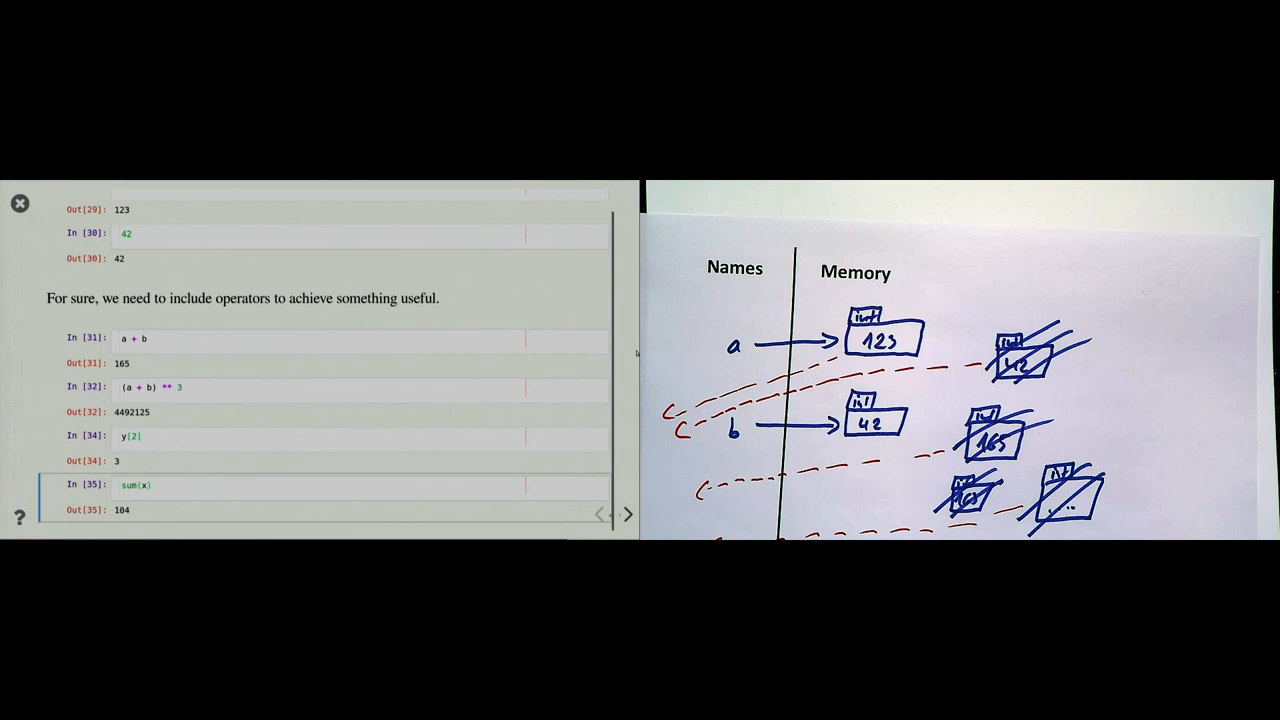 Out[29]: 123
In [30]: 42
Out[30]: 42
For sure, we need to include operators to achieve something useful.
In [31]: a + b
Out[31]: 165
In [32]: (a + b) ** 3
Out[32]: 4492125
In [34]: y[2]
Out[34]: 3
In [35]: sum(x)
Out[35]: 104
?
Names Memory
int
a 123
int
42
int
b 42
int
165
int
165
int
...